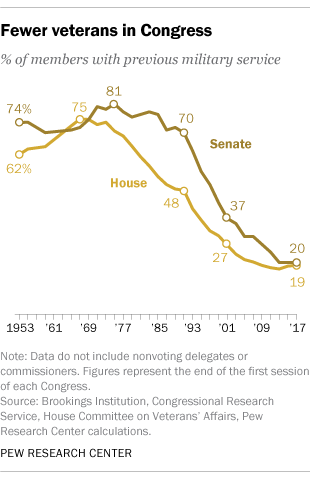 Fewer veterans in Congress
% of members with previous military service
81
75
74%
70
Senate
62%
House
48
37
27
20
19
1953 '61 '69 '77 '85 '93 '01 '09 '17
Note: Data do not include nonvoting delegates or
commissioners. Figures represent the end of the first session
of each Congress.
Source: Brookings Institution, Congressional Research
Service, House Committee on Veterans' Affairs, Pew
Research Center calculations.
PEW RESEARCH CENTER